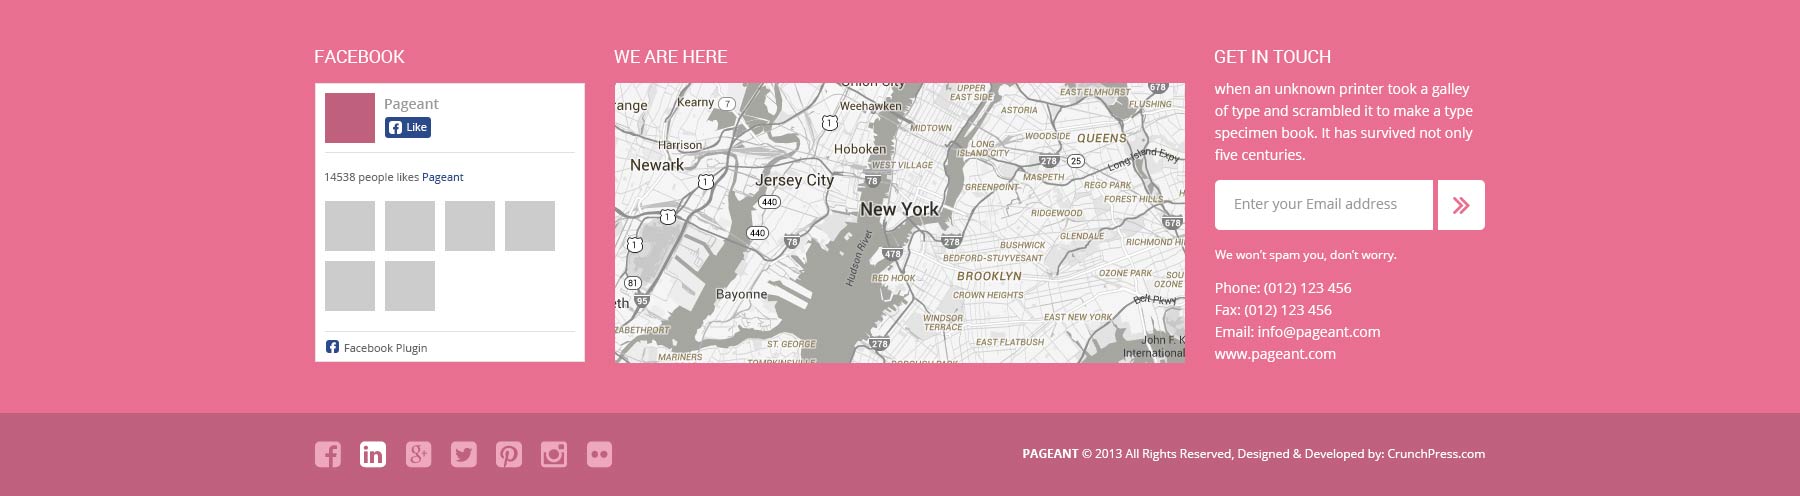 FACEBOOK
Pageant
Like
14538 people likes Pageant
Facebook Plugin
WE ARE HERE
Union City
UPPER
EAST SIDE
EAST ELMHURST
678
range
Kearny
7
Weehawken
ASTORIA
FLUSHING
1
MIDTOWN
WOODSIDE
QUEENS
Harrison
Hoboken
LONG
ISLAND CITY
278
25
Long Island Expy
Newark
WEST VILLAGE
1
Jersey City
78
MASPETH
GREENPOINT
REGO PARK
440
FOREST HILLS
1
New York
RIDGEWOOD
678
440
GLENDALE
1
78
Hudson River
278
BUSHWICK
RICHMOND HI
478
BEDFORD-STUYVESANT
81
RED HOOK
BROOKLYN
OZONE PARK
SOU
OZONE
eth
95
Bayonne
CROWN HEIGHTS
Belt Pkwy
ZABETHPORT
WINDSOR
TERRACE
EAST NEW YORK
ST. GEORGE
278
EAST FLATBUSH
John F. K
International
MARINERS
TOMPKINSVILLE
BOROUGH PARK
GET IN TOUCH
when an unknown printer took a galley
of type and scrambled it to make a type
specimen book. It has survived not only
five centuries.
Enter your Email address
We won't spam you, don't worry.
Phone: (012) 123 456
Fax: (012) 123 456
Email: info@pageant.com
www.pageant.com
PAGEANT © 2013 All Rights Reserved, Designed & Developed by: CrunchPress.com